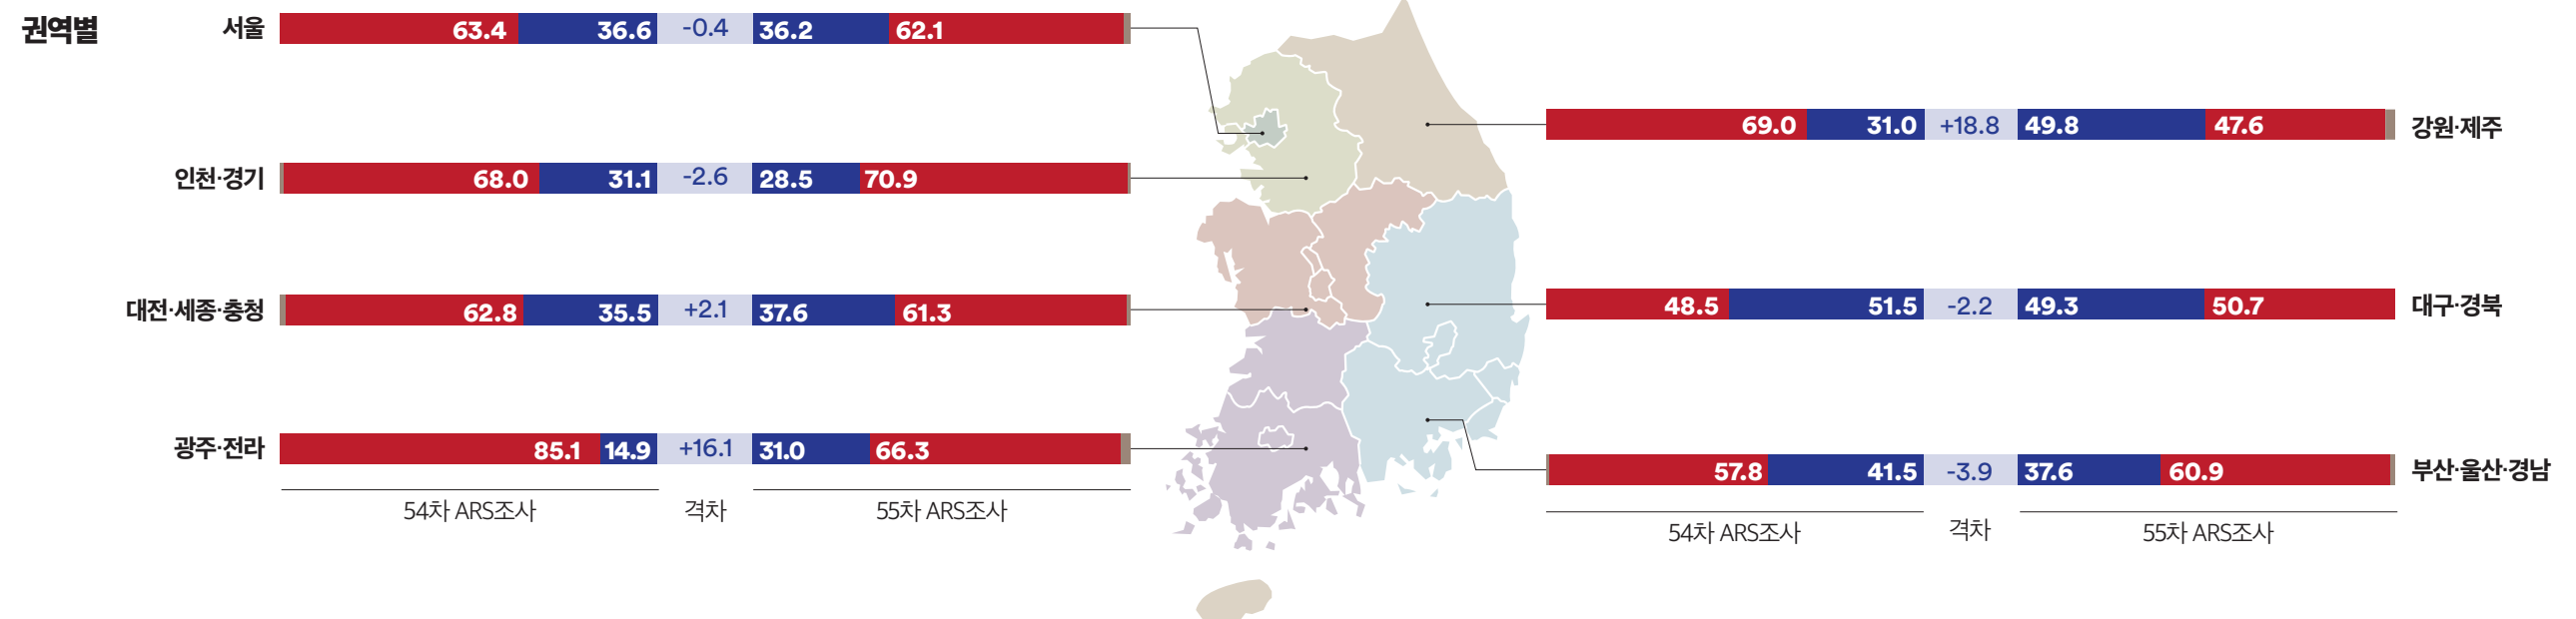 권역별
서울 63.4 36.6 -0.4 36.2 62.1
인천·경기 68.0 31.1 -2.6 28.5 70.9
대전·세종·충청 62.8 35.5 +2.1 37.6 61.3
광주·전라 85.1 14.9 +16.1 31.0 66.3
54차 ARS조사 격차 55차 ARS조사
69.0 31.0 +18.8 49.8 47.6 강원·제주
48.5 51.5 -2.2 49.3 50.7 대구·경북
57.8 41.5 -3.9 37.6 60.9 부산·울산·경남
54차 ARS조사 격차 55차 ARS조사